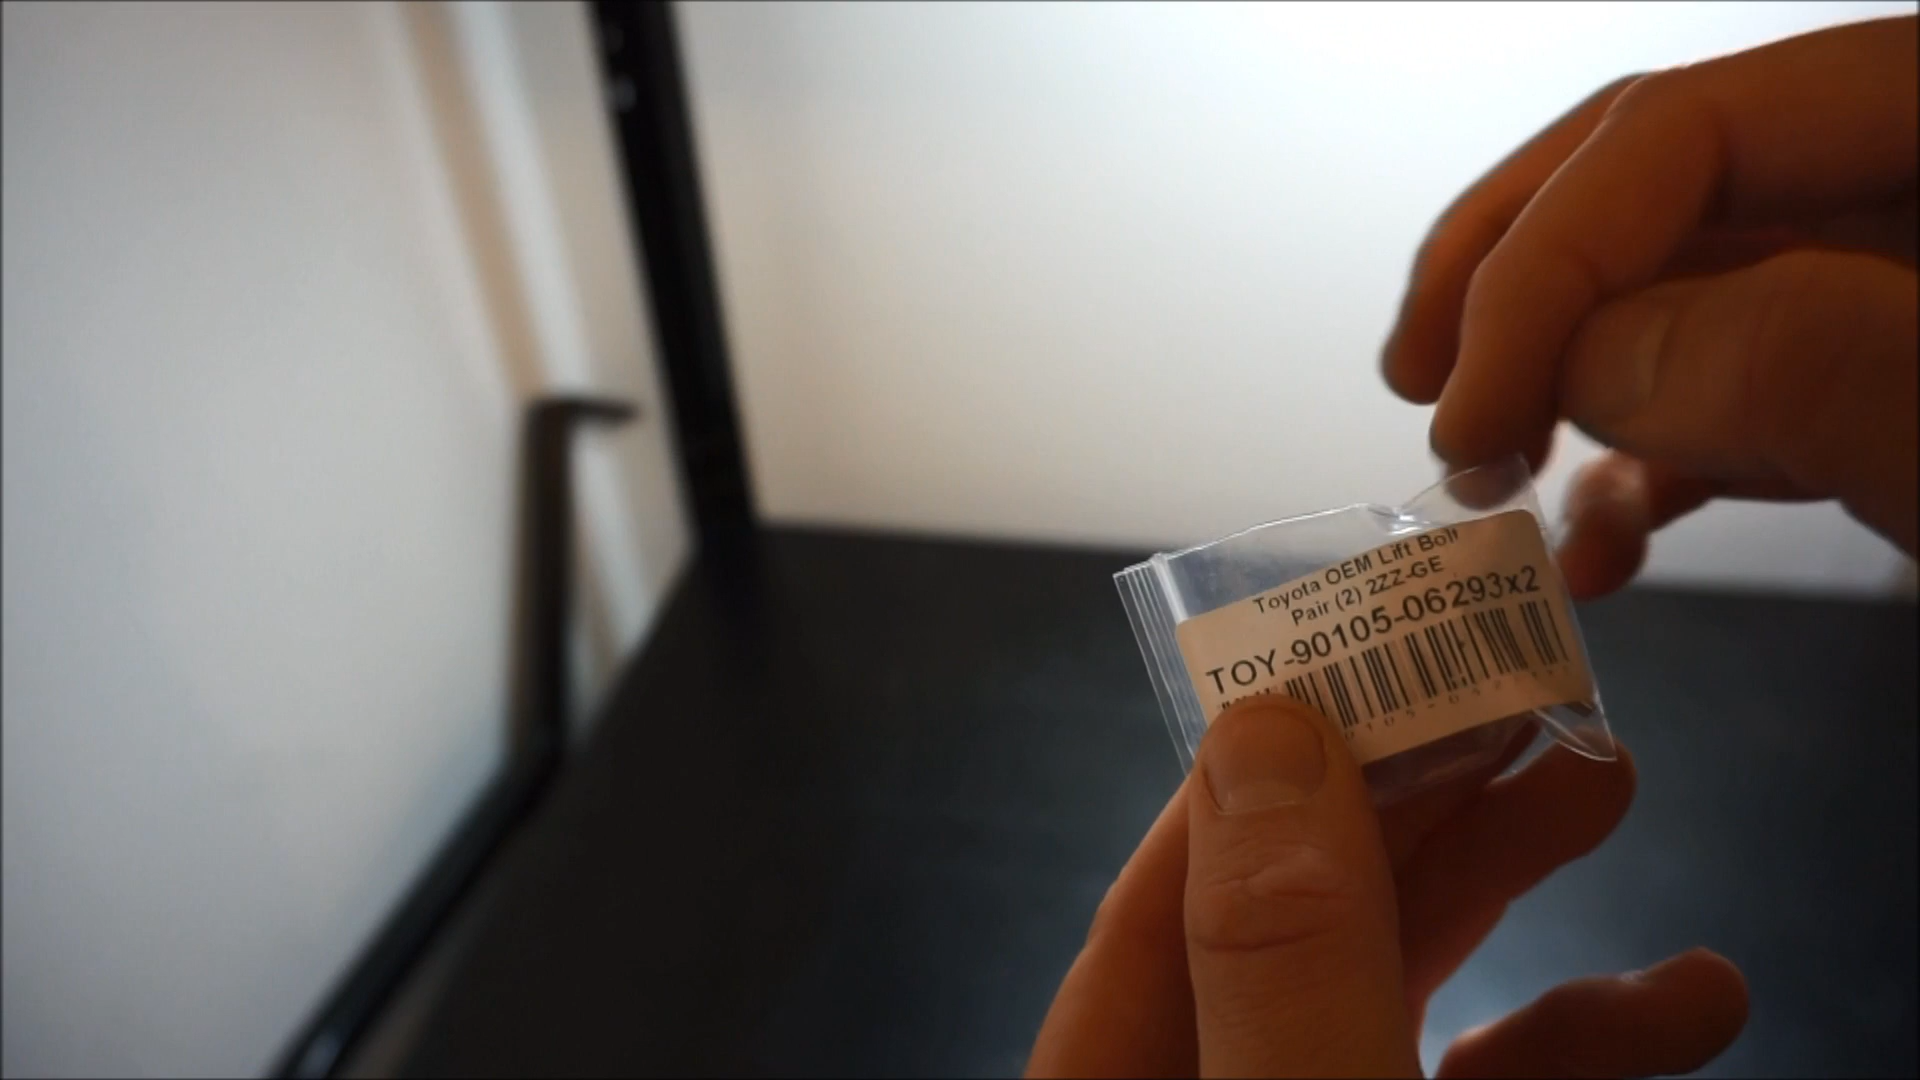 Toyota OEM Lift Bolt
Pair (2) 2ZZ-GE
TOY-90105-06293x2